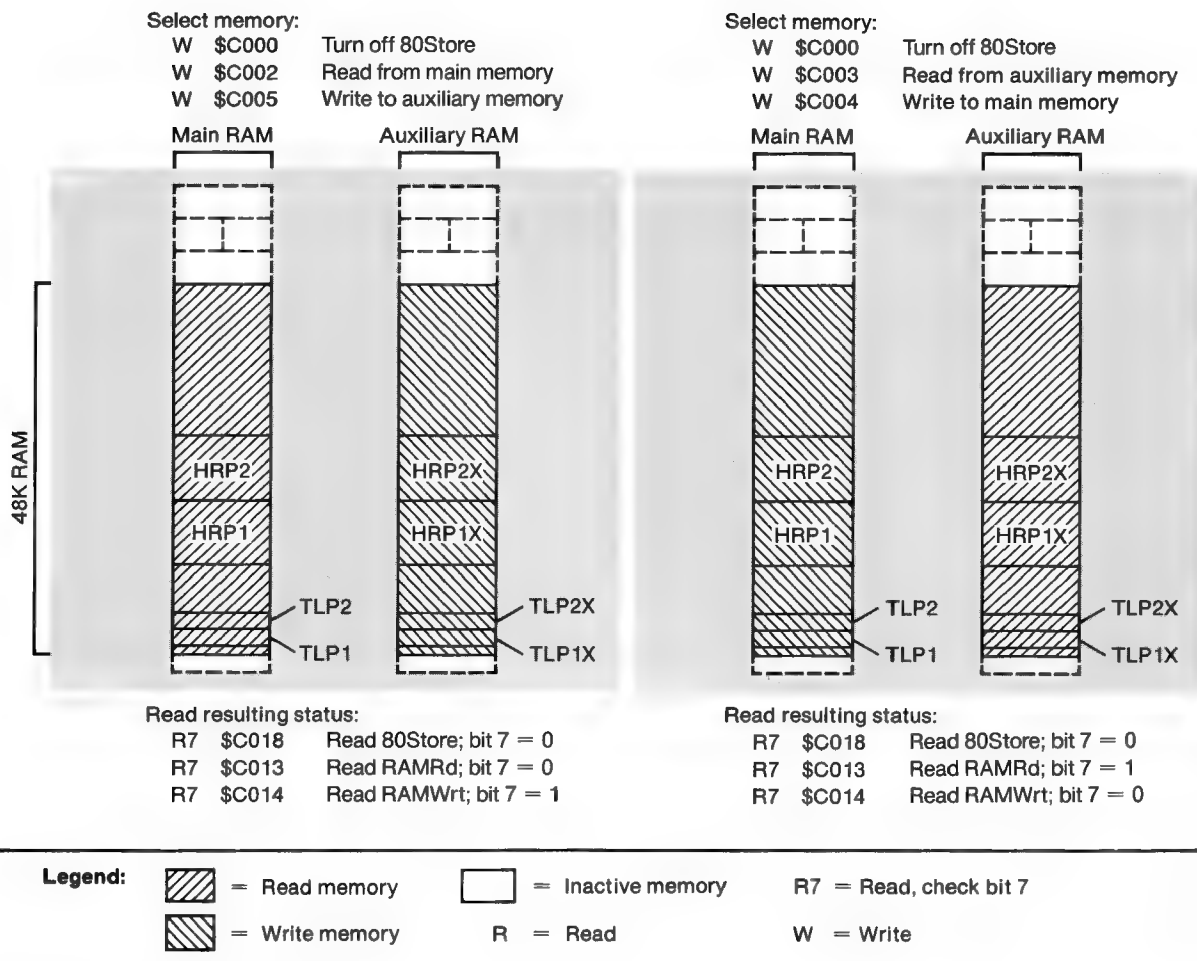 Select memory:
W $C000 Turn off 80Store
W $C002 Read from main memory
W $C005 Write to auxiliary memory
Main RAM Auxiliary RAM
48K RAM
HRP2 HRP2X
HRP1 HRP1X
TLP2 TLP2X
TLP1 TLP1X
Read resulting status:
R7 $C018 Read 80Store; bit 7 = 0
R7 $C013 Read RAMRd; bit 7 = 0
R7 $C014 Read RAMWrt; bit 7 = 1
Select memory:
W $C000 Turn off 80Store
W $C003 Read from auxiliary memory
W $C004 Write to main memory
Main RAM Auxiliary RAM
HRP2 HRP2X
HRP1 HRP1X
TLP2 TLP2X
TLP1 TLP1X
Read resulting status:
R7 $C018 Read 80Store; bit 7 = 0
R7 $C013 Read RAMRd; bit 7 = 1
R7 $C014 Read RAMWrt; bit 7 = 0
Legend:
= Read memory = Inactive memory R7 = Read, check bit 7
= Write memory R = Read W = Write